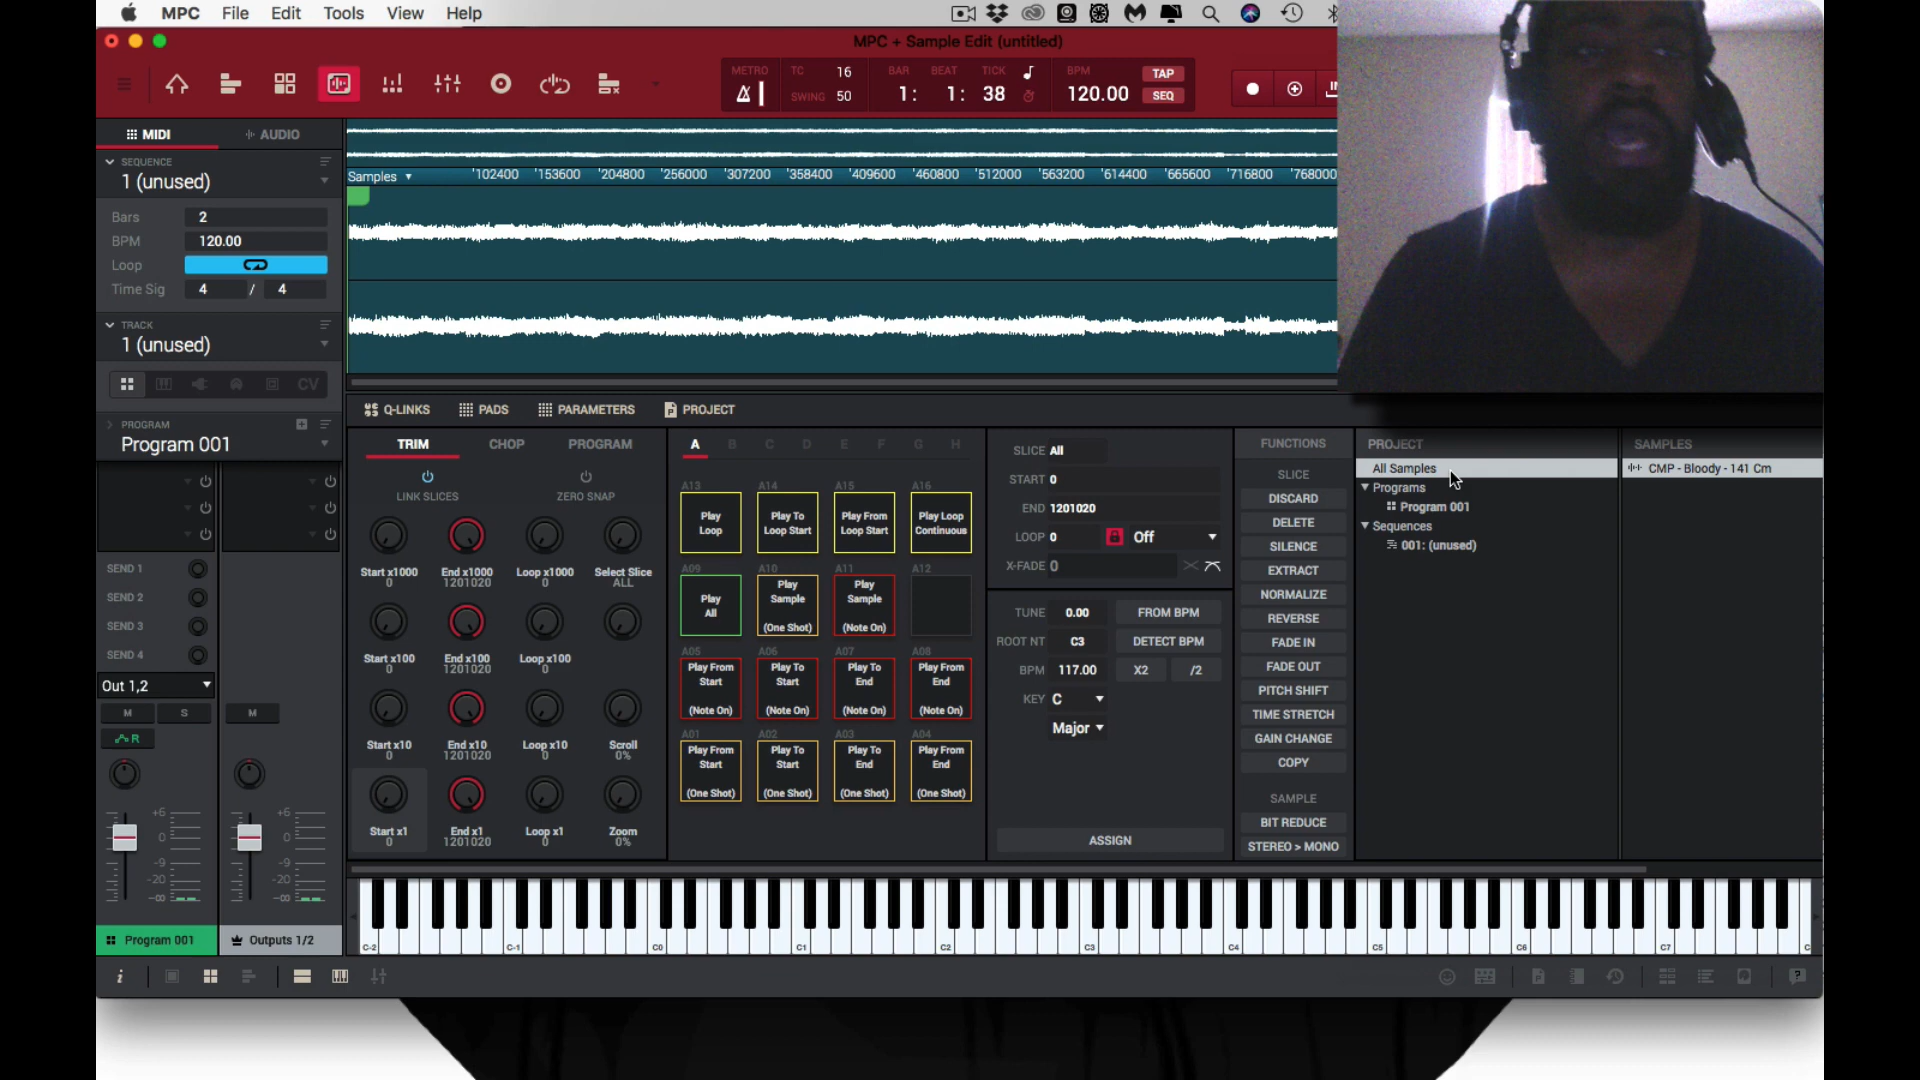 MPC File Edit Tools View Help
MPC + Sample Edit (untitled)
METRO TC 16 BAR BEAT TICK BPM TAP
SWING 50 1: 1: 38 120.00 SEQ
MIDI AUDIO
SEQUENCE
1 (unused)
Bars 2
BPM 120.00
Loop
Time Sig 4 / 4
TRACK
1 (unused)
CV
PROGRAM
Program 001
SEND 1
SEND 2
SEND 3
SEND 4
Out 1,2
M S M
R
+6 +6
0 0
-9 -9
-20 -20
-∞ -∞
Program 001 Outputs 1/2
Samples '102400 '153600 '204800 '256000 '307200 '358400 '409600 '460800 '512000 '563200 '614400 '665600 '716800 '768000
Q-LINKS PADS PARAMETERS PROJECT
TRIM CHOP PROGRAM
LINK SLICES ZERO SNAP
Start x1000 End x1000 Loop x1000 Select Slice
0 1201020 0 ALL
Start x100 End x100 Loop x100
0 1201020 0
Start x10 End x10 Loop x10 Scroll
0 1201020 0 0%
Start x1 End x1 Loop x1 Zoom
0 1201020 0 0%
A B C D E F G H
A13 A14 A15 A16
Play Loop Play To Loop Start Play From Loop Start Play Loop Continuous
A09 A10 A11 A12
Play All Play Sample (One Shot) Play Sample (Note On)
A05 A06 A07 A08
Play From Start (Note On) Play To Start (Note On) Play To End (Note On) Play From End (Note On)
A01 A02 A03 A04
Play From Start (One Shot) Play To Start (One Shot) Play To End (One Shot) Play From End (One Shot)
SLICE All
START 0
END 1201020
LOOP 0 Off
X-FADE 0
TUNE 0.00 FROM BPM
ROOT NT C3 DETECT BPM
BPM 117.00 X2 /2
KEY C
Major
ASSIGN
FUNCTIONS
SLICE
DISCARD
DELETE
SILENCE
EXTRACT
NORMALIZE
REVERSE
FADE IN
FADE OUT
PITCH SHIFT
TIME STRETCH
GAIN CHANGE
COPY
SAMPLE
BIT REDUCE
STEREO > MONO
PROJECT
All Samples
Programs
Program 001
Sequences
001: (unused)
SAMPLES
CMP - Bloody - 141 Cm
C-2 C-1 C0 C1 C2 C3 C4 C5 C6 C7 C